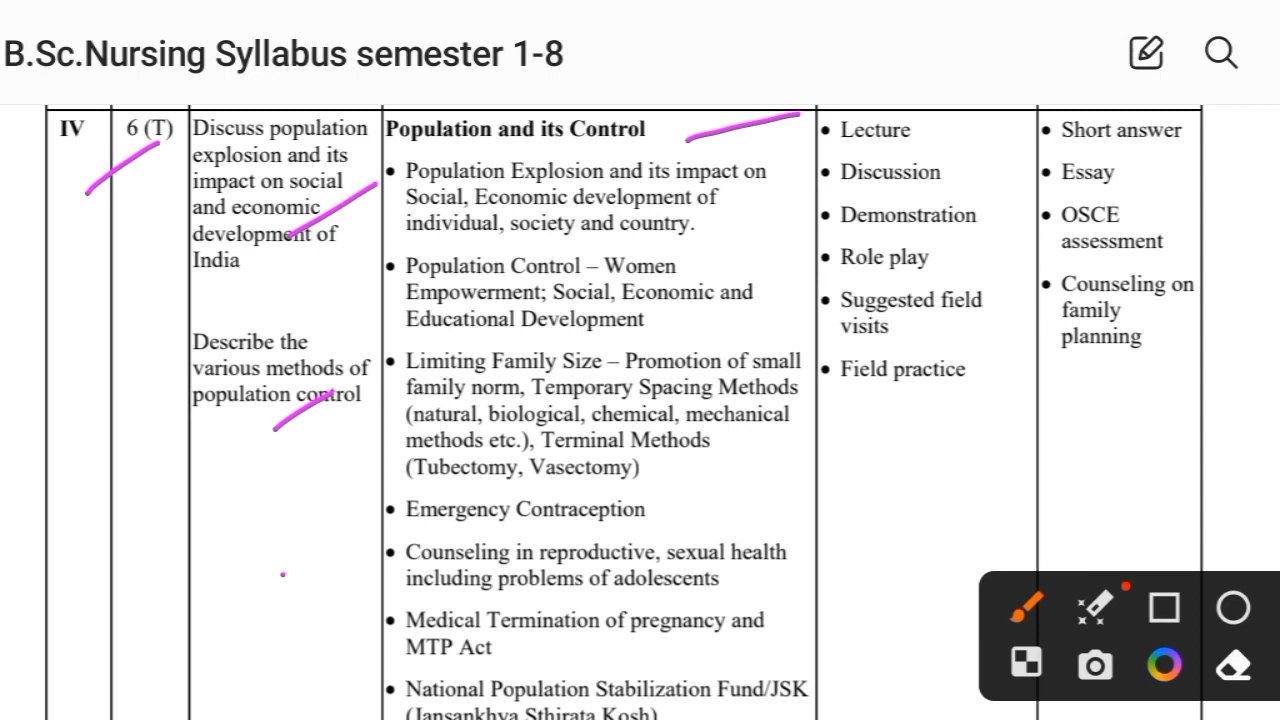 B.Sc.Nursing Syllabus semester 1-8
IV
6 (T)
Discuss population
explosion and its
impact on social
and economic
development of
India
Describe the
various methods of
population control
Population and its Control
• Population Explosion and its impact on
Social, Economic development of
individual, society and country.
• Population Control – Women
Empowerment; Social, Economic and
Educational Development
• Limiting Family Size – Promotion of small
family norm, Temporary Spacing Methods
(natural, biological, chemical, mechanical
methods etc.), Terminal Methods
(Tubectomy, Vasectomy)
• Emergency Contraception
• Counseling in reproductive, sexual health
including problems of adolescents
• Medical Termination of pregnancy and
MTP Act
• National Population Stabilization Fund/JSK
(Jansankhya Sthirata Kosh)
• Lecture
• Discussion
• Demonstration
• Role play
• Suggested field
visits
• Field practice
• Short answer
• Essay
• OSCE
assessment
• Counseling on
family
planning